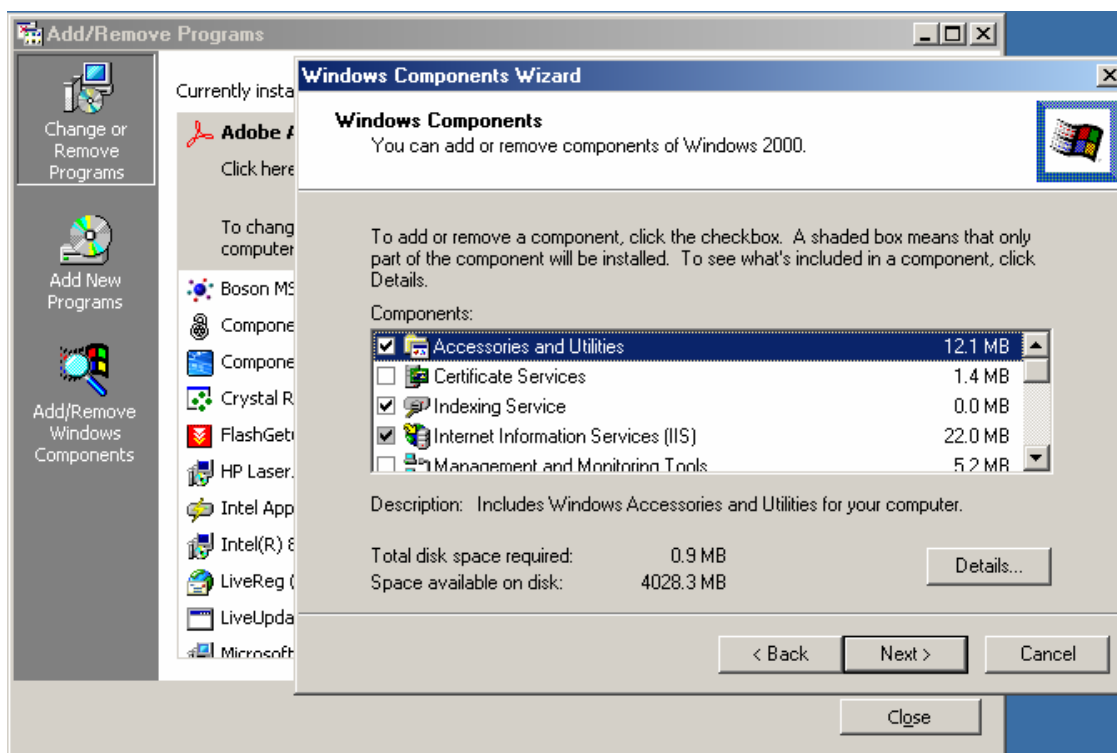 Add/Remove Programs
Change or
Remove
Programs
Add New
Programs
Add/Remove
Windows
Components
Currently insta
Adobe A
Click here
To chang
computer
Boson MS
Compone
Compone
Crystal R
FlashGet
HP Laser.
Intel App
Intel(R) 8
LiveReg (
LiveUpda
Microsoft
Windows Components Wizard
Windows Components
You can add or remove components of Windows 2000.
To add or remove a component, click the checkbox. A shaded box means that only
part of the component will be installed. To see what's included in a component, click
Details.
Components:
Accessories and Utilities 12.1 MB
Certificate Services 1.4 MB
Indexing Service 0.0 MB
Internet Information Services (IIS) 22.0 MB
Management and Monitoring Tools 5.2 MB
Description: Includes Windows Accessories and Utilities for your computer.
Total disk space required: 0.9 MB
Space available on disk: 4028.3 MB
Details...
< Back
Next >
Cancel
Close